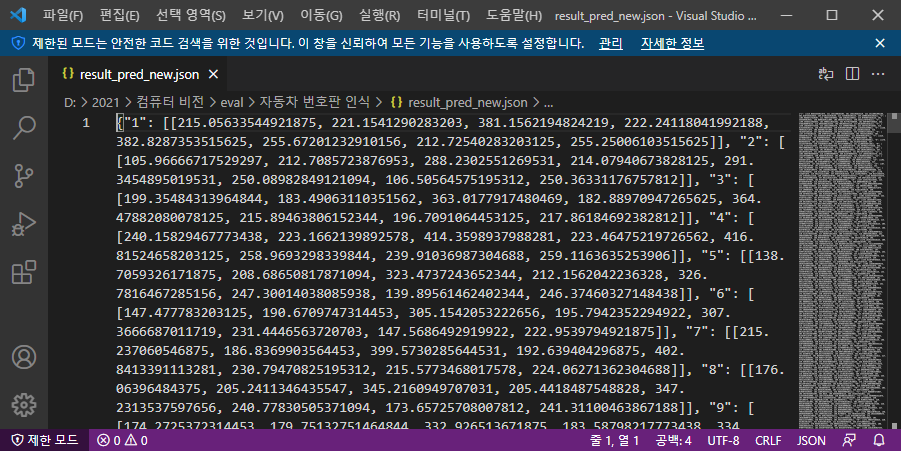 파일(F) 편집(E) 선택 영역(S) 보기(V) 이동(G) 실행(R) 터미널(T) 도움말(H) result_pred_new.json - Visual Studio ...
제한된 모드는 안전한 코드 검색을 위한 것입니다. 이 창을 신뢰하여 모든 기능을 사용하도록 설정합니다. 관리 자세한 정보
{} result_pred_new.json
D: > 2021 > 컴퓨터 비전 > eval > 자동차 번호판 인식 > {} result_pred_new.json > ...
1 {"1": [[215.05633544921875, 221.1541290283203, 381.1562194824219, 222.24118041992188,
382.8287353515625, 255.67201232910156, 212.72540283203125, 255.25006103515625]], "2": [
[105.96666717529297, 212.7085723876953, 288.2302551269531, 214.07940673828125, 291.
3454895019531, 250.08982849121094, 106.50564575195312, 250.36331176757812]], "3": [
[199.35484313964844, 183.49063110351562, 363.0177917480469, 182.88970947265625, 364.
47882080078125, 215.89463806152344, 196.7091064453125, 217.86184692382812]], "4": [
[240.15829467773438, 223.1662139892578, 414.3598937988281, 223.46475219726562, 416.
81524658203125, 258.9693298339844, 239.91036987304688, 259.1163635253906]], "5": [[138.
7059326171875, 208.68650817871094, 323.4737243652344, 212.1562042236328, 326.
7816467285156, 247.30014038085938, 139.89561462402344, 246.37460327148438]], "6": [
[147.477783203125, 190.6709747314453, 305.1542053222656, 195.7942352294922, 307.
3666687011719, 231.4446563720703, 147.5686492919922, 222.9539794921875]], "7": [[215.
237060546875, 186.8369903564453, 399.5730285644531, 192.639404296875, 402.
8413391113281, 230.79470825195312, 215.5773468017578, 224.06271362304688]], "8": [[176.
06396484375, 205.2411346435547, 345.2160949707031, 205.4418487548828, 347.
2313537597656, 240.77830505371094, 173.65725708007812, 241.31100463867188]], "9": [
[174.2725372314453, 179.75132751464844, 332.926513671875, 183.58798217773438, 334.
제한 모드 0 0 줄 1, 열 1 공백: 4 UTF-8 CRLF JSON